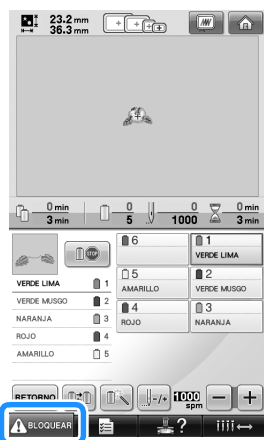 23.2 mm
36.3 mm
0 min
3 min
0
5
0
1000
0 min
3 min
6
1
VERDE LIMA
5
AMARILLO
2
VERDE MUSGO
4
ROJO
3
NARANJA
VERDE LIMA 1
VERDE MUSGO 2
NARANJA 3
ROJO 4
AMARILLO 5
RETORNO
-/+
1000
spm
- +
BLOQUEAR
?